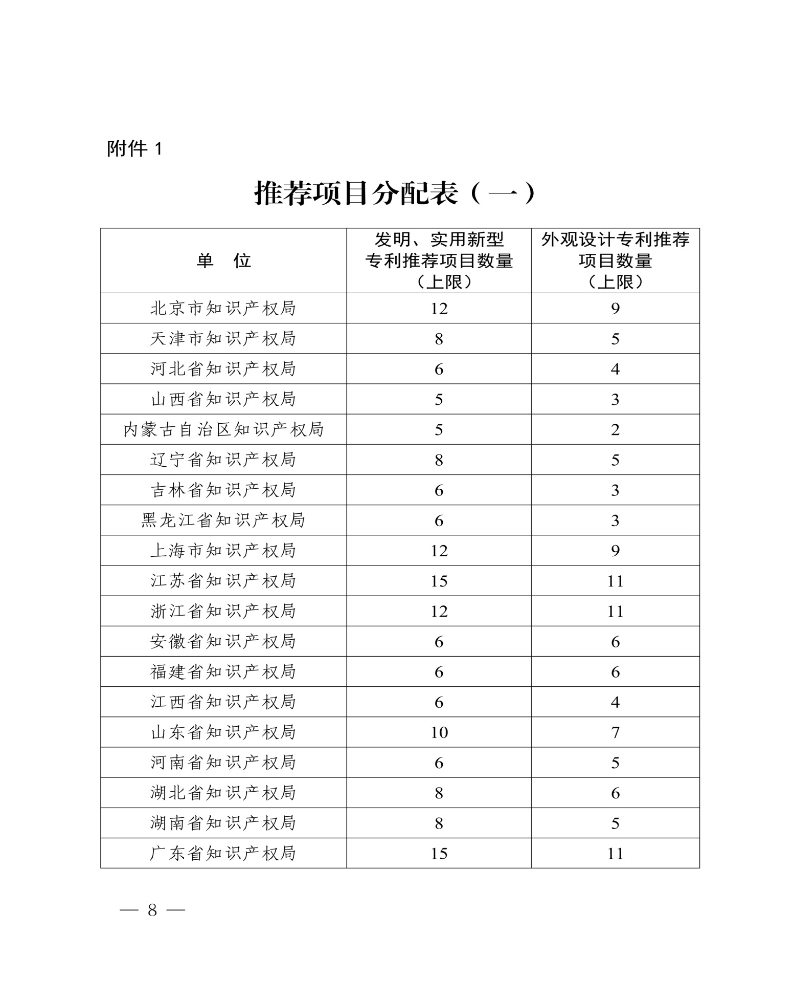 附件 1
推荐项目分配表（一）
单 位
发明、实用新型
专利推荐项目数量
（上限）
外观设计专利推荐
项目数量
（上限）
北京市知识产权局 12 9
天津市知识产权局 8 5
河北省知识产权局 6 4
山西省知识产权局 5 3
内蒙古自治区知识产权局 5 2
辽宁省知识产权局 8 5
吉林省知识产权局 6 3
黑龙江省知识产权局 6 3
上海市知识产权局 12 9
江苏省知识产权局 15 11
浙江省知识产权局 12 11
安徽省知识产权局 6 6
福建省知识产权局 6 6
江西省知识产权局 6 4
山东省知识产权局 10 7
河南省知识产权局 6 5
湖北省知识产权局 8 6
湖南省知识产权局 8 5
广东省知识产权局 15 11
— 8 —